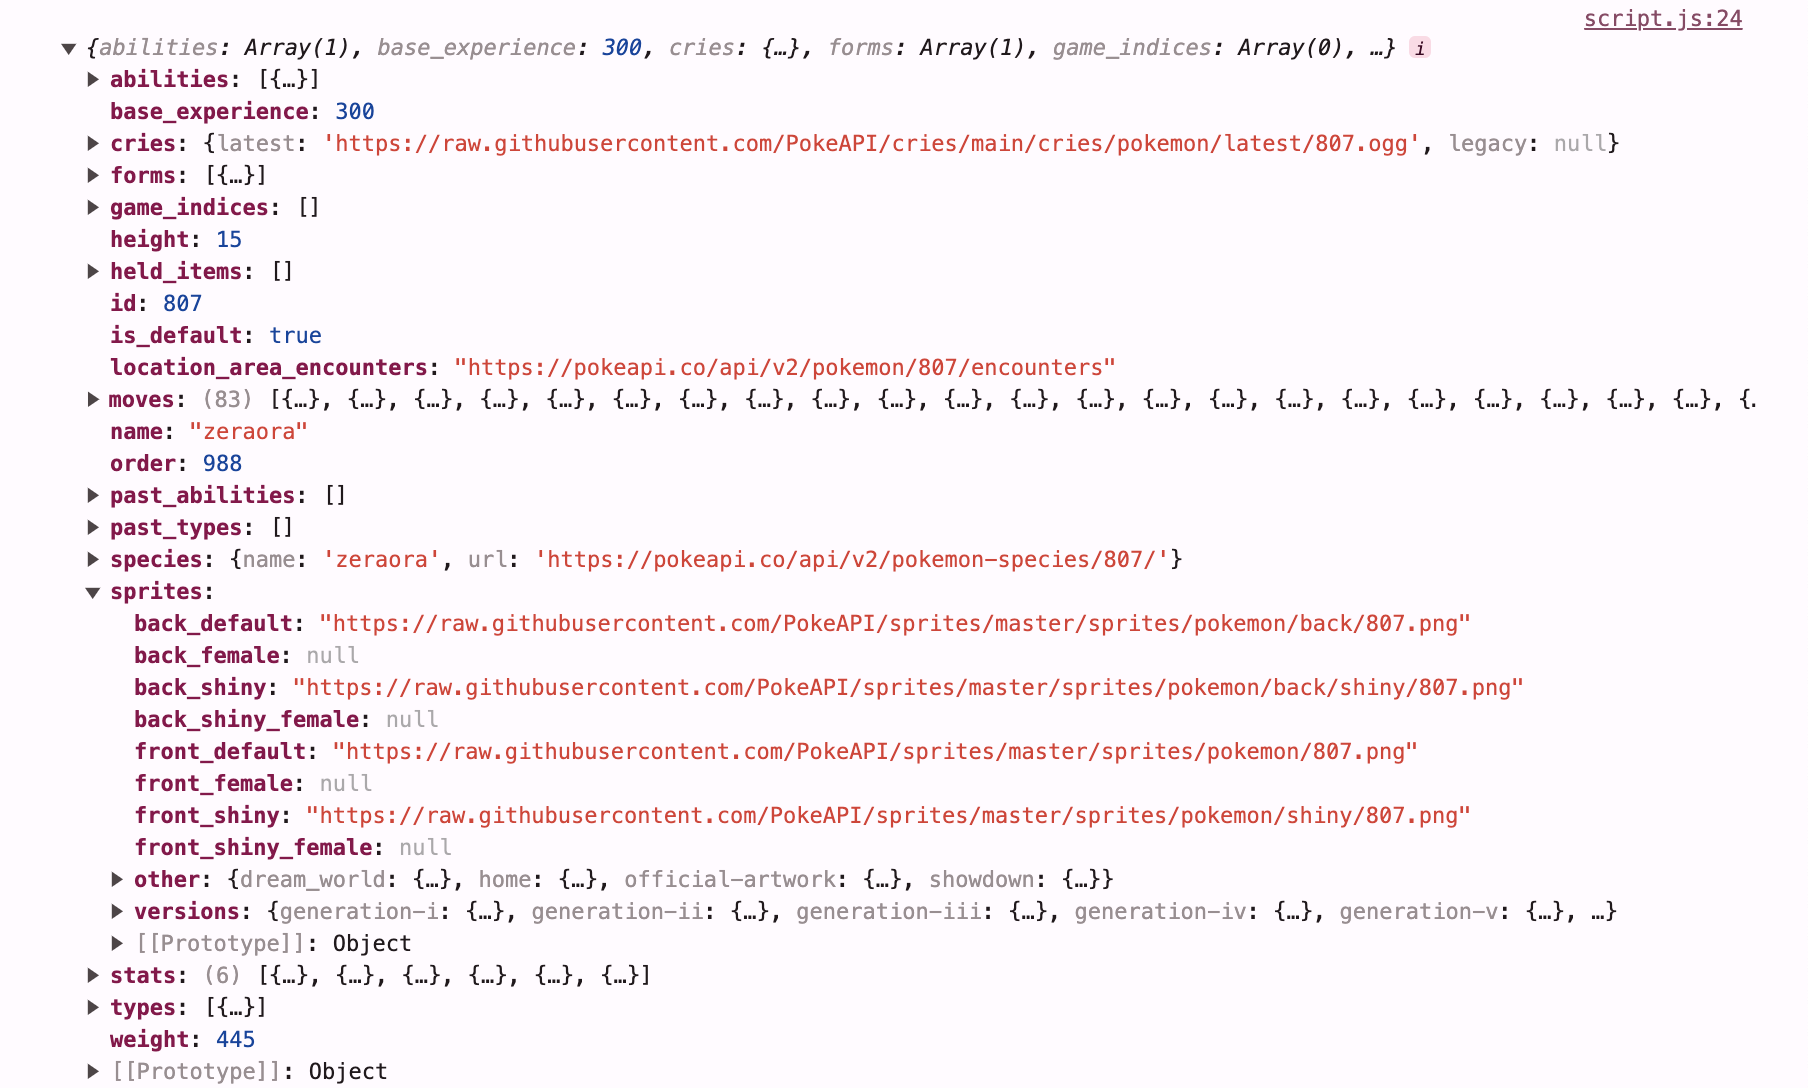 script.js:24
▼ {abilities: Array(1), base_experience: 300, cries: {…}, forms: Array(1), game_indices: Array(0), …} i
▶ abilities: [{…}]
base_experience: 300
▶ cries: {latest: 'https://raw.githubusercontent.com/PokeAPI/cries/main/cries/pokemon/latest/807.ogg', legacy: null}
▶ forms: [{…}]
▶ game_indices: []
height: 15
▶ held_items: []
id: 807
is_default: true
location_area_encounters: "https://pokeapi.co/api/v2/pokemon/807/encounters"
▶ moves: (83) [{…}, {…}, {…}, {…}, {…}, {…}, {…}, {…}, {…}, {…}, {…}, {…}, {…}, {…}, {…}, {…}, {…}, {…}, {…}, {…}, {…}, {…}, {.
name: "zeraora"
order: 988
▶ past_abilities: []
▶ past_types: []
▶ species: {name: 'zeraora', url: 'https://pokeapi.co/api/v2/pokemon-species/807/'}
▼ sprites:
back_default: "https://raw.githubusercontent.com/PokeAPI/sprites/master/sprites/pokemon/back/807.png"
back_female: null
back_shiny: "https://raw.githubusercontent.com/PokeAPI/sprites/master/sprites/pokemon/back/shiny/807.png"
back_shiny_female: null
front_default: "https://raw.githubusercontent.com/PokeAPI/sprites/master/sprites/pokemon/807.png"
front_female: null
front_shiny: "https://raw.githubusercontent.com/PokeAPI/sprites/master/sprites/pokemon/shiny/807.png"
front_shiny_female: null
▶ other: {dream_world: {…}, home: {…}, official-artwork: {…}, showdown: {…}}
▶ versions: {generation-i: {…}, generation-ii: {…}, generation-iii: {…}, generation-iv: {…}, generation-v: {…}, …}
▶ [[Prototype]]: Object
▶ stats: (6) [{…}, {…}, {…}, {…}, {…}, {…}]
▶ types: [{…}]
weight: 445
▶ [[Prototype]]: Object